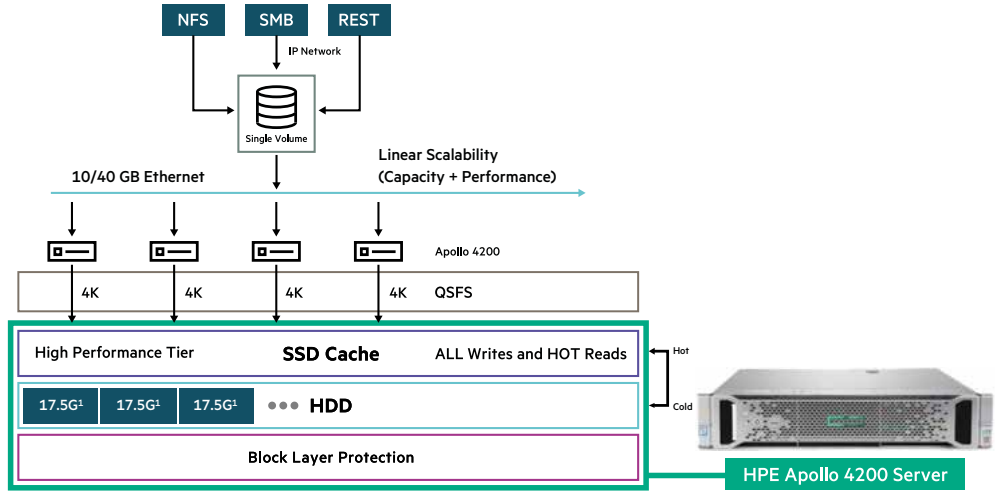 NFS
SMB
REST
IP Network
Single Volume
10/40 GB Ethernet
Linear Scalability
(Capacity + Performance)
Apollo 4200
4K
4K
4K
4K
QSFS
High Performance Tier
SSD Cache
ALL Writes and HOT Reads
Hot
17.5G¹
17.5G¹
17.5G¹
HDD
Cold
Block Layer Protection
HPE Apollo 4200 Server